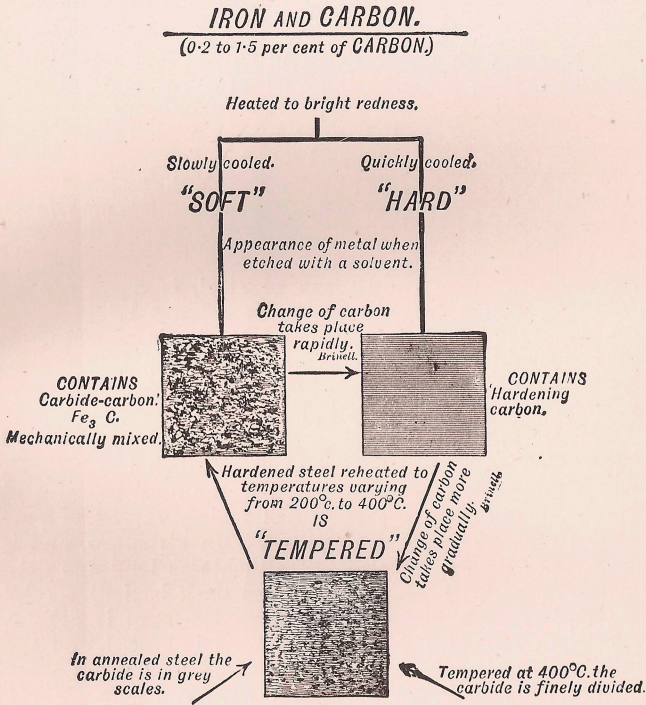 IRON AND CARBON.
(0·2 to 1·5 per cent of CARBON.)
Heated to bright redness.
Slowly cooled.
Quickly cooled.
"SOFT"
"HARD"
Appearance of metal when
etched with a solvent.
Change of carbon
takes place
rapidly.
Brinell.
CONTAINS
Carbide-carbon.'
Fe3 C.
Mechanically mixed.
CONTAINS
'Hardening
carbon.
Hardened steel reheated to
temperatures varying
from 200°c. to 400°C.
IS
"TEMPERED"
Change of carbon
takes place more
gradually.
Brinell.
In annealed steel the
carbide is in grey
scales.
Tempered at 400°C. the
carbide is finely divided.